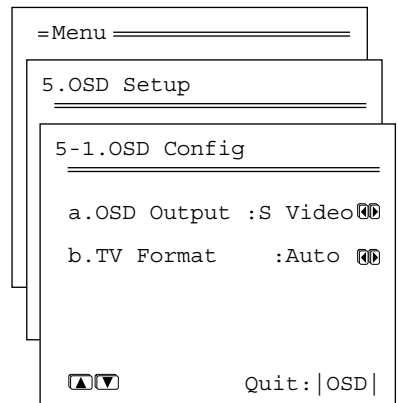 =Menu
5.OSD Setup
5-1.OSD Config
a.OSD Output :S Video
b.TV Format :Auto
Quit:|OSD|